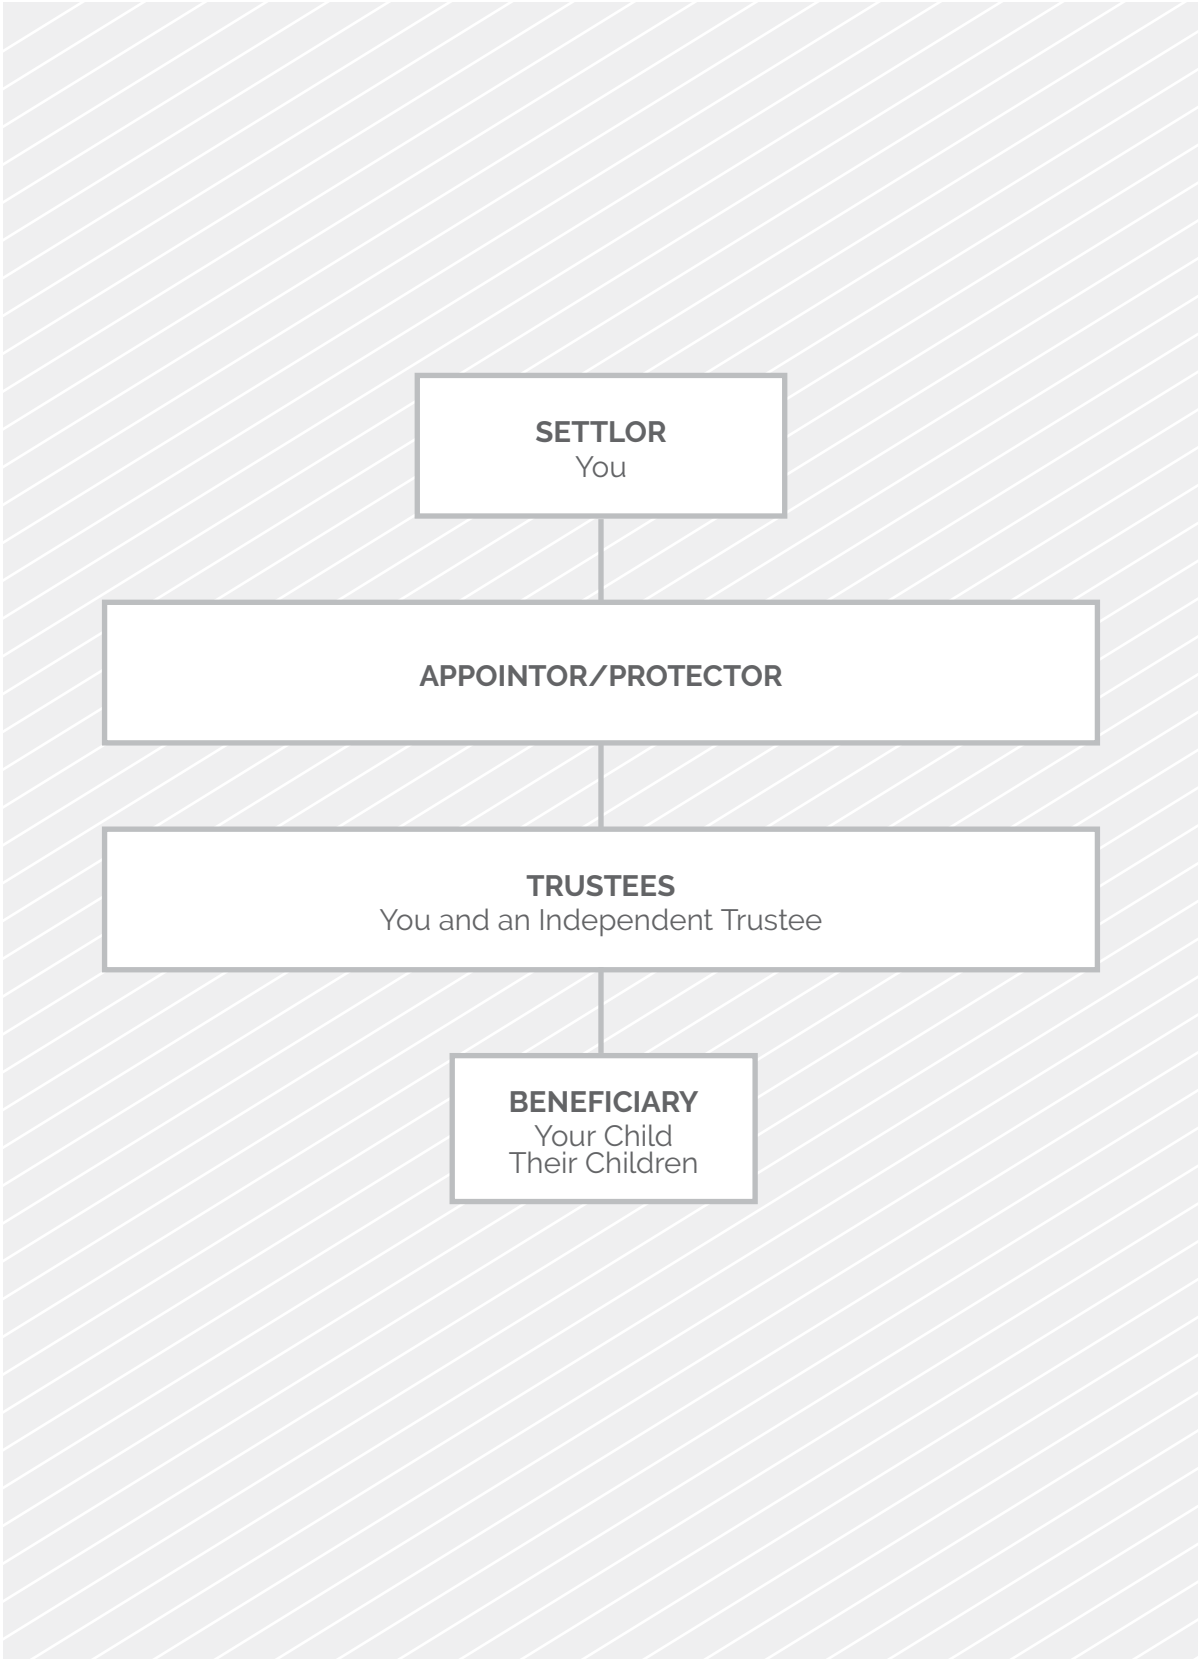 SETTLOR
You
APPOINTOR/PROTECTOR
TRUSTEES
You and an Independent Trustee
BENEFICIARY
Your Child
Their Children